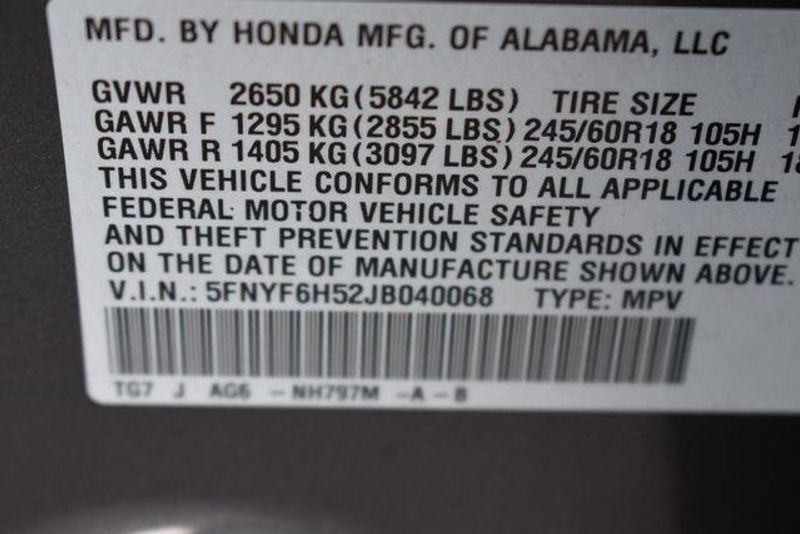 MFD. BY HONDA MFG. OF ALABAMA, LLC
GVWR 2650 KG (5842 LBS) TIRE SIZE
GAWR F 1295 KG (2855 LBS) 245/60R18 105H
GAWR R 1405 KG (3097 LBS) 245/60R18 105H
THIS VEHICLE CONFORMS TO ALL APPLICABLE
FEDERAL MOTOR VEHICLE SAFETY
AND THEFT PREVENTION STANDARDS IN EFFECT
ON THE DATE OF MANUFACTURE SHOWN ABOVE.
V.I.N.: 5FNYF6H52JB040068 TYPE: MPV
TG7 J AG6 - NH797M - A - B